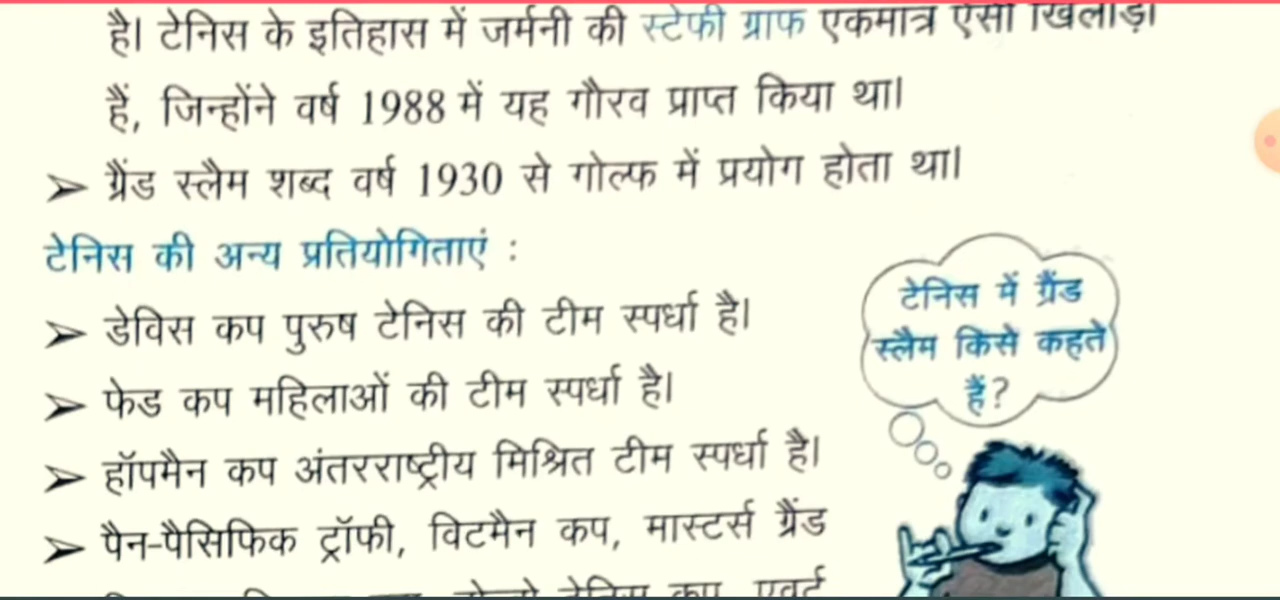 है। टेनिस के इतिहास में जर्मनी की स्टेफी ग्राफ एकमात्र ऐसी खिलाड़ी
हैं, जिन्होंने वर्ष 1988 में यह गौरव प्राप्त किया था।
➢ ग्रैंड स्लैम शब्द वर्ष 1930 से गोल्फ में प्रयोग होता था।
टेनिस की अन्य प्रतियोगिताएं :
➢ डेविस कप पुरुष टेनिस की टीम स्पर्धा है।
➢ फेड कप महिलाओं की टीम स्पर्धा है।
➢ हॉपमैन कप अंतरराष्ट्रीय मिश्रित टीम स्पर्धा है।
➢ पैन-पैसिफिक ट्रॉफी, विटमैन कप, मास्टर्स ग्रैंड
टेनिस में ग्रैंड
स्लैम किसे कहते
हैं?